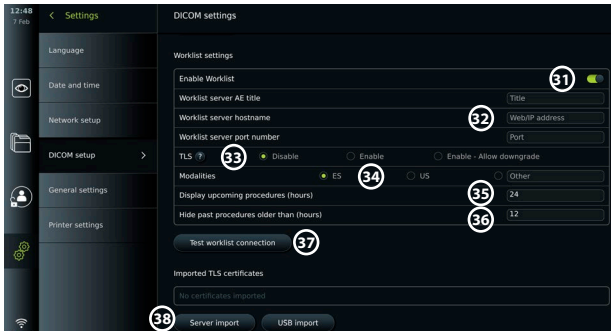 12:48
7 Feb
< Settings
DICOM settings
Language
Date and time
Network setup
DICOM setup >
General settings
Printer settings
Worklist settings
Enable Worklist 31
Worklist server AE title Title
Worklist server hostname 32 Web/IP address
Worklist server port number Port
TLS ? 33 Disable Enable Enable - Allow downgrade
Modalities ES 34 US Other
Display upcoming procedures (hours) 35 24
Hide past procedures older than (hours) 36 12
Test worklist connection 37
Imported TLS certificates
No certificates imported
38 Server import USB import